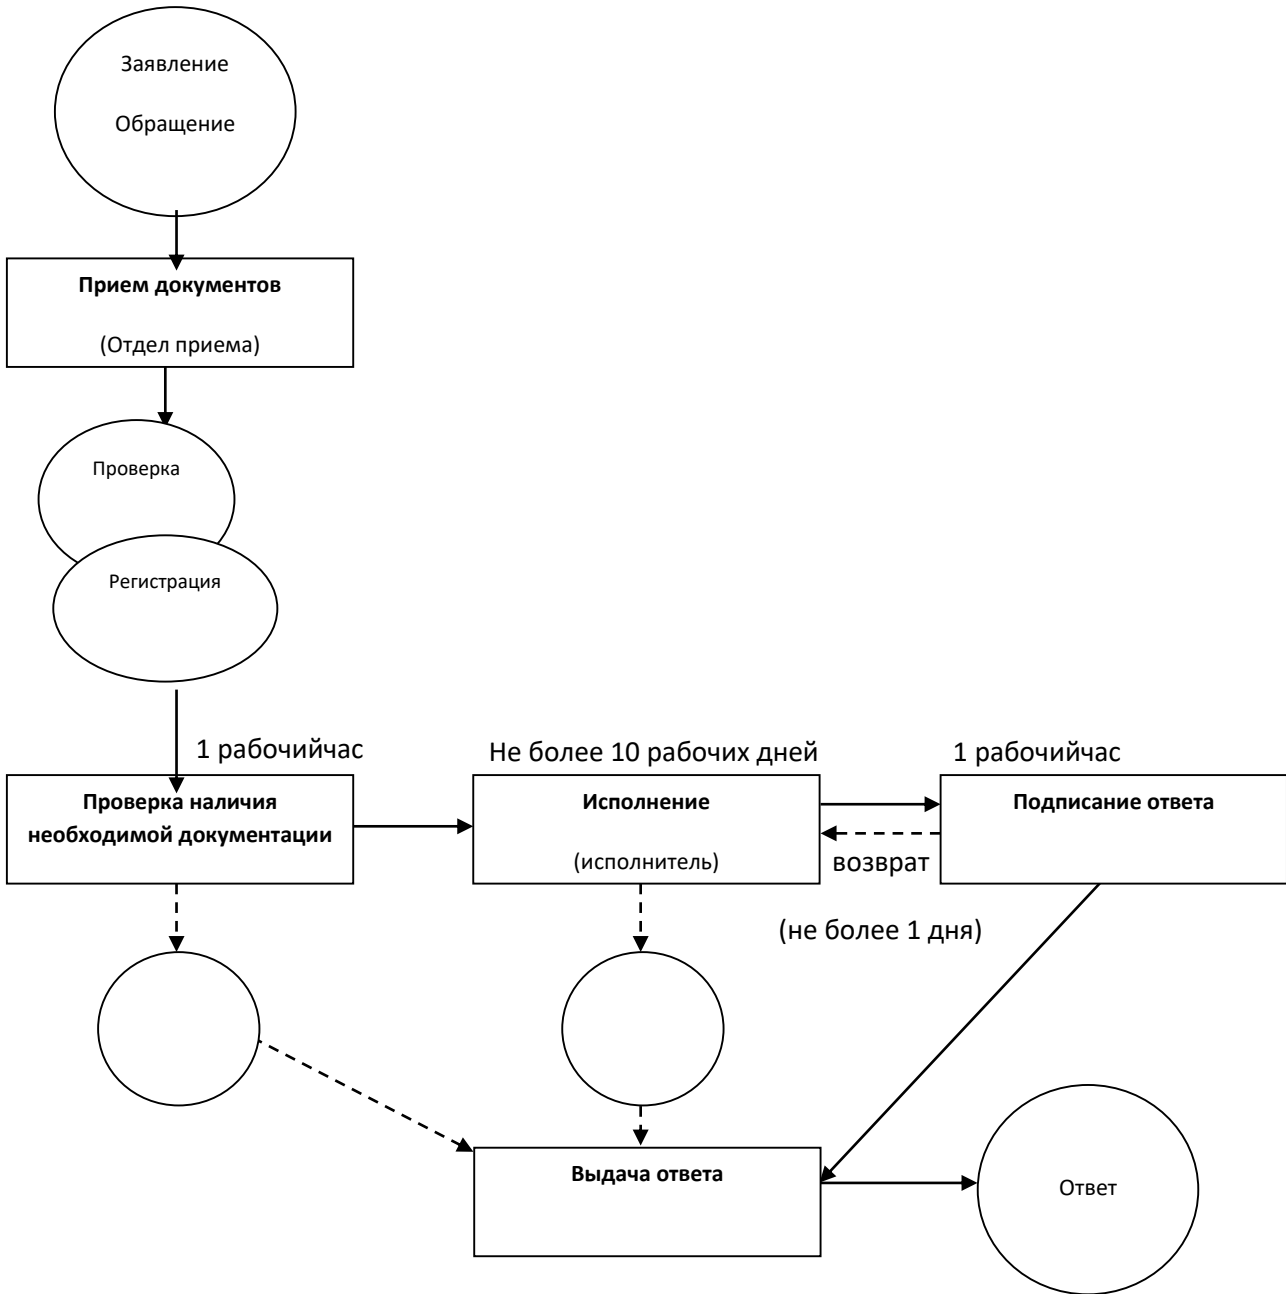 Заявление
Обращение
Прием документов
(Отдел приема)
Проверка
Регистрация
1 рабочийчас
Не более 10 рабочих дней
1 рабочийчас
Проверка наличия
необходимой документации
Исполнение
(исполнитель)
Подписание ответа
возврат
(не более 1 дня)
Выдача ответа
Ответ